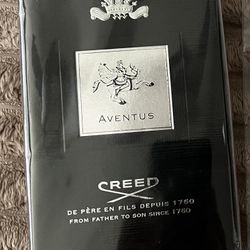 AVENTUS
CREED
DE PÈRE EN FILS DEPUIS 1760
FROM FATHER TO SON SINCE 1760